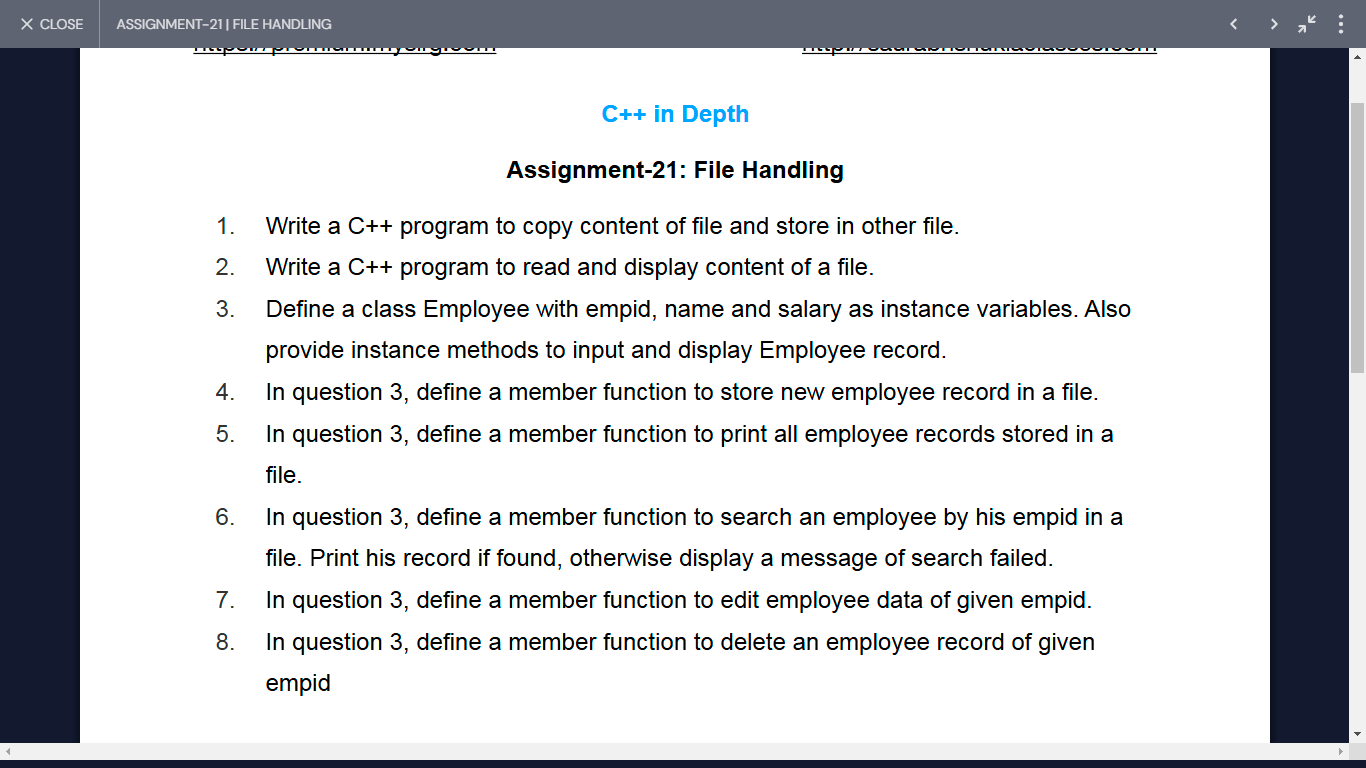 CLOSE
ASSIGNMENT-21 | FILE HANDLING
C++ in Depth
Assignment-21: File Handling
1. Write a C++ program to copy content of file and store in other file.
2. Write a C++ program to read and display content of a file.
3. Define a class Employee with empid, name and salary as instance variables. Also
provide instance methods to input and display Employee record.
4. In question 3, define a member function to store new employee record in a file.
5. In question 3, define a member function to print all employee records stored in a
file.
6. In question 3, define a member function to search an employee by his empid in a
file. Print his record if found, otherwise display a message of search failed.
7. In question 3, define a member function to edit employee data of given empid.
8. In question 3, define a member function to delete an employee record of given
empid